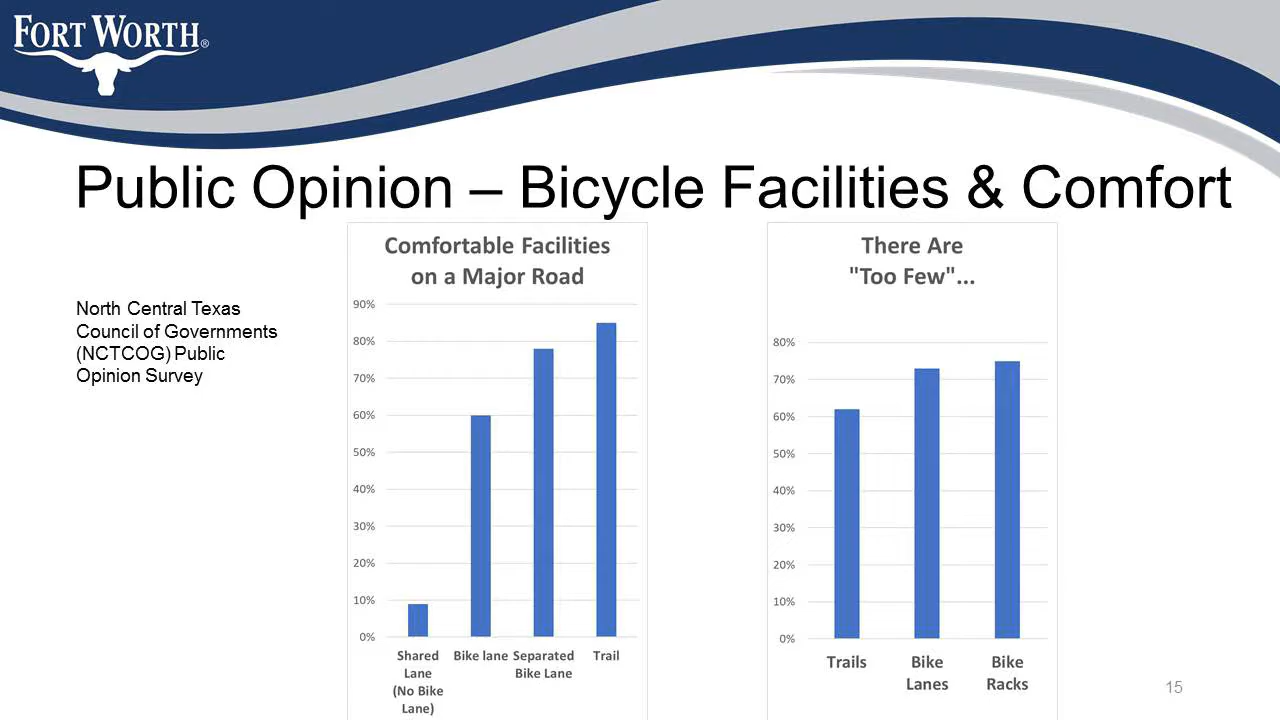 FORT WORTH®
Public Opinion – Bicycle Facilities & Comfort
North Central Texas
Council of Governments
(NCTCOG) Public
Opinion Survey
Comfortable Facilities
on a Major Road
90%
80%
70%
60%
50%
40%
30%
20%
10%
0%
Shared
Lane
(No Bike
Lane)
Bike lane
Separated
Bike Lane
Trail
There Are
"Too Few"...
80%
70%
60%
50%
40%
30%
20%
10%
0%
Trails
Bike
Lanes
Bike
Racks
15